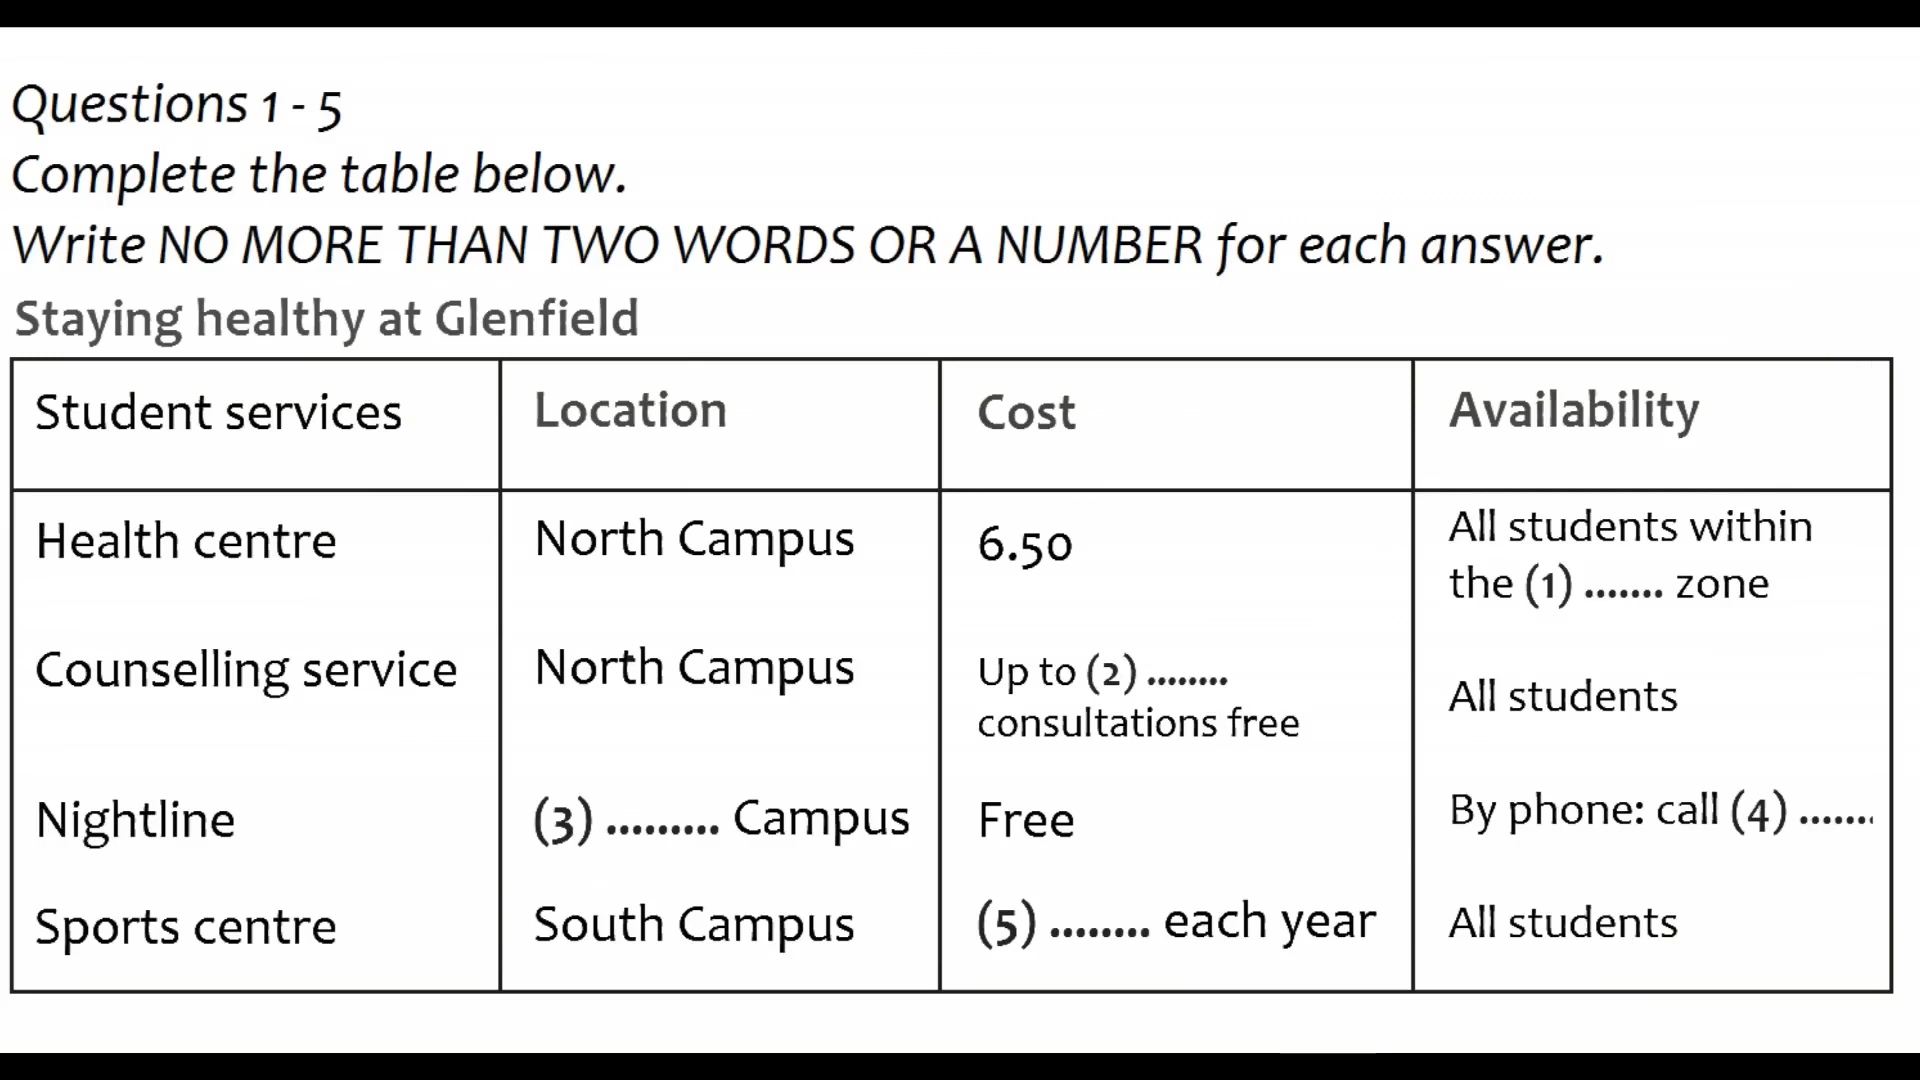 Questions 1 - 5
Complete the table below.
Write NO MORE THAN TWO WORDS OR A NUMBER for each answer.
Staying healthy at Glenfield
Student services Location Cost Availability
Health centre North Campus 6.50 All students within
the (1) ....... zone
Counselling service North Campus Up to (2) ........
consultations free
All students
Nightline (3) ......... Campus Free By phone: call (4) .......
Sports centre South Campus (5) ........ each year All students